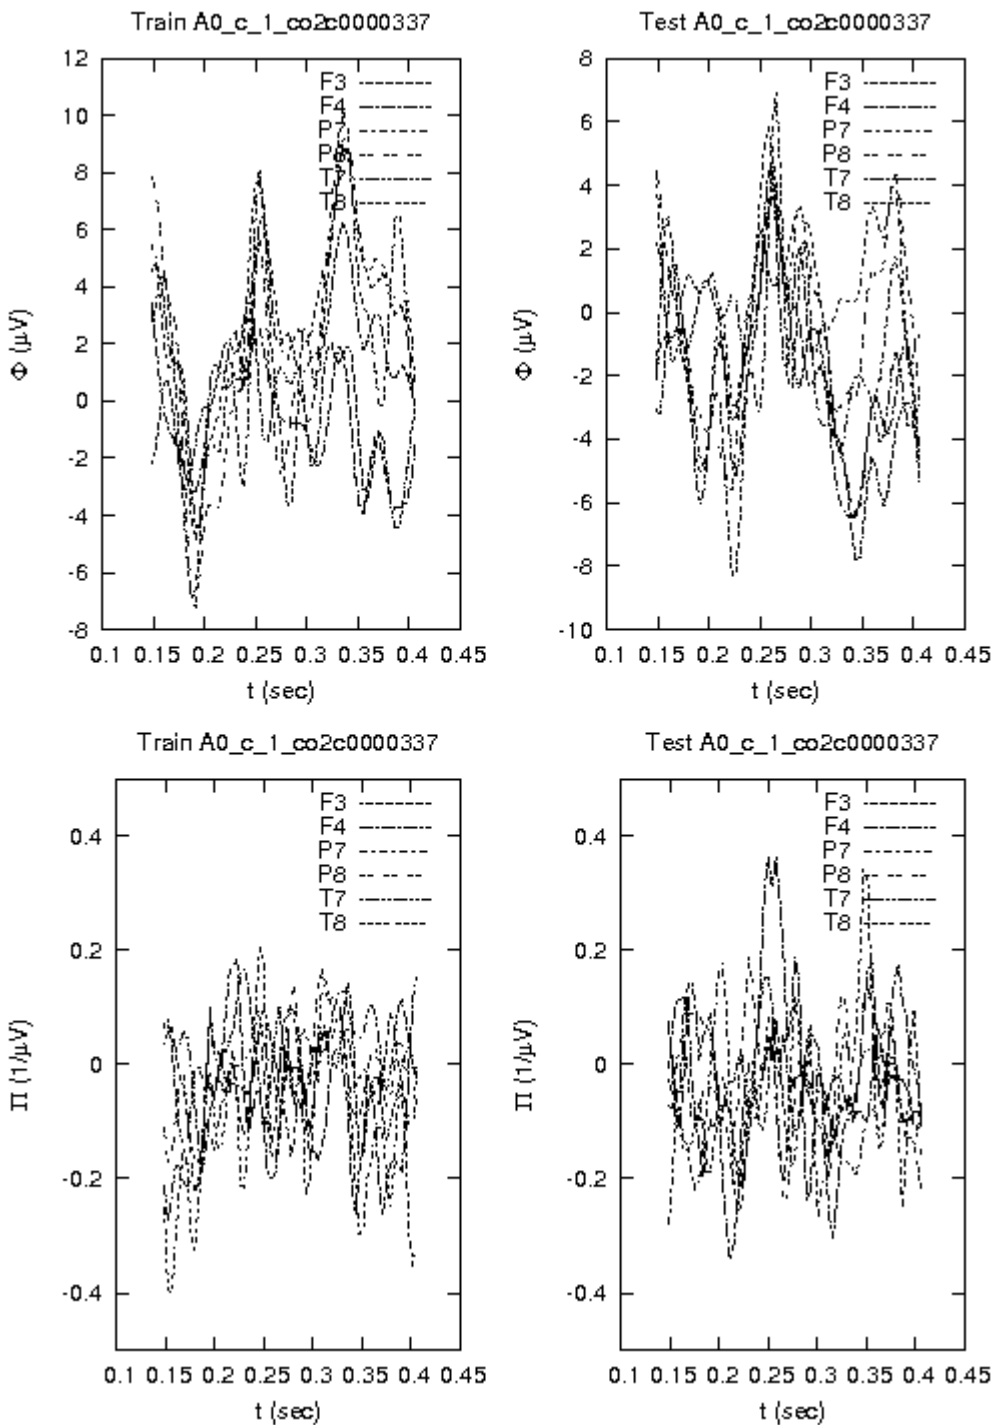 Train A0_c_1_co2c0000337
12
10
8
6
4
2
0
-2
-4
-6
-8
Φ (μV)
F3
F4
P7
P8
T7
T8
0.1 0.15 0.2 0.25 0.3 0.35 0.4 0.45
t (sec)
Test A0_c_1_co2c0000337
8
6
4
2
0
-2
-4
-6
-8
-10
Φ (μV)
F3
F4
P7
P8
T7
T8
0.1 0.15 0.2 0.25 0.3 0.35 0.4 0.45
t (sec)
Train A0_c_1_co2c0000337
0.4
0.2
0
-0.2
-0.4
Π (1/μV)
F3
F4
P7
P8
T7
T8
0.1 0.15 0.2 0.25 0.3 0.35 0.4 0.45
t (sec)
Test A0_c_1_co2c0000337
0.4
0.2
0
-0.2
-0.4
Π (1/μV)
F3
F4
P7
P8
T7
T8
0.1 0.15 0.2 0.25 0.3 0.35 0.4 0.45
t (sec)